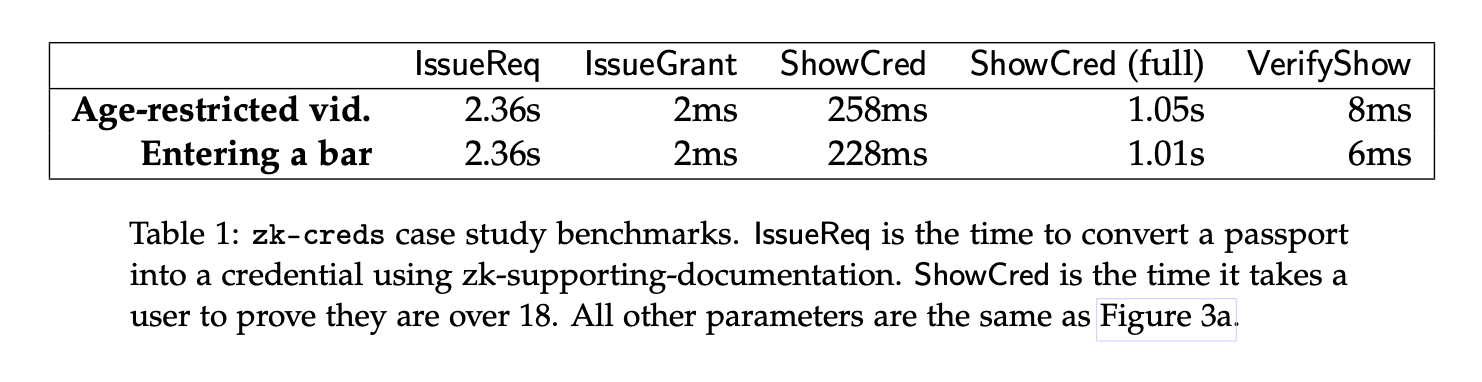 IssueReq IssueGrant ShowCred ShowCred (full) VerifyShow
Age-restricted vid. 2.36s 2ms 258ms 1.05s 8ms
Entering a bar 2.36s 2ms 228ms 1.01s 6ms
Table 1: zk-creds case study benchmarks. IssueReq is the time to convert a passport
into a credential using zk-supporting-documentation. ShowCred is the time it takes a
user to prove they are over 18. All other parameters are the same as Figure 3a.